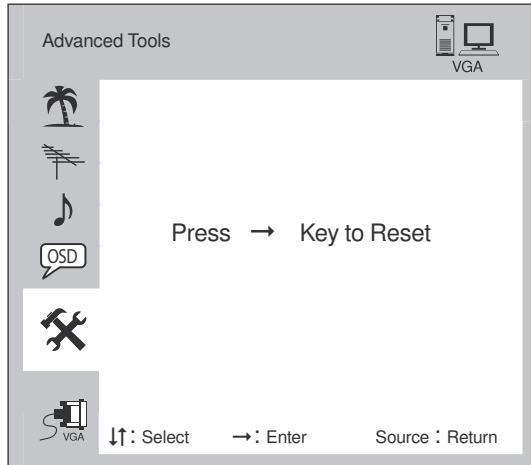 Advanced Tools
VGA
Press → Key to Reset
OSD
VGA
↓↑: Select →: Enter Source : Return